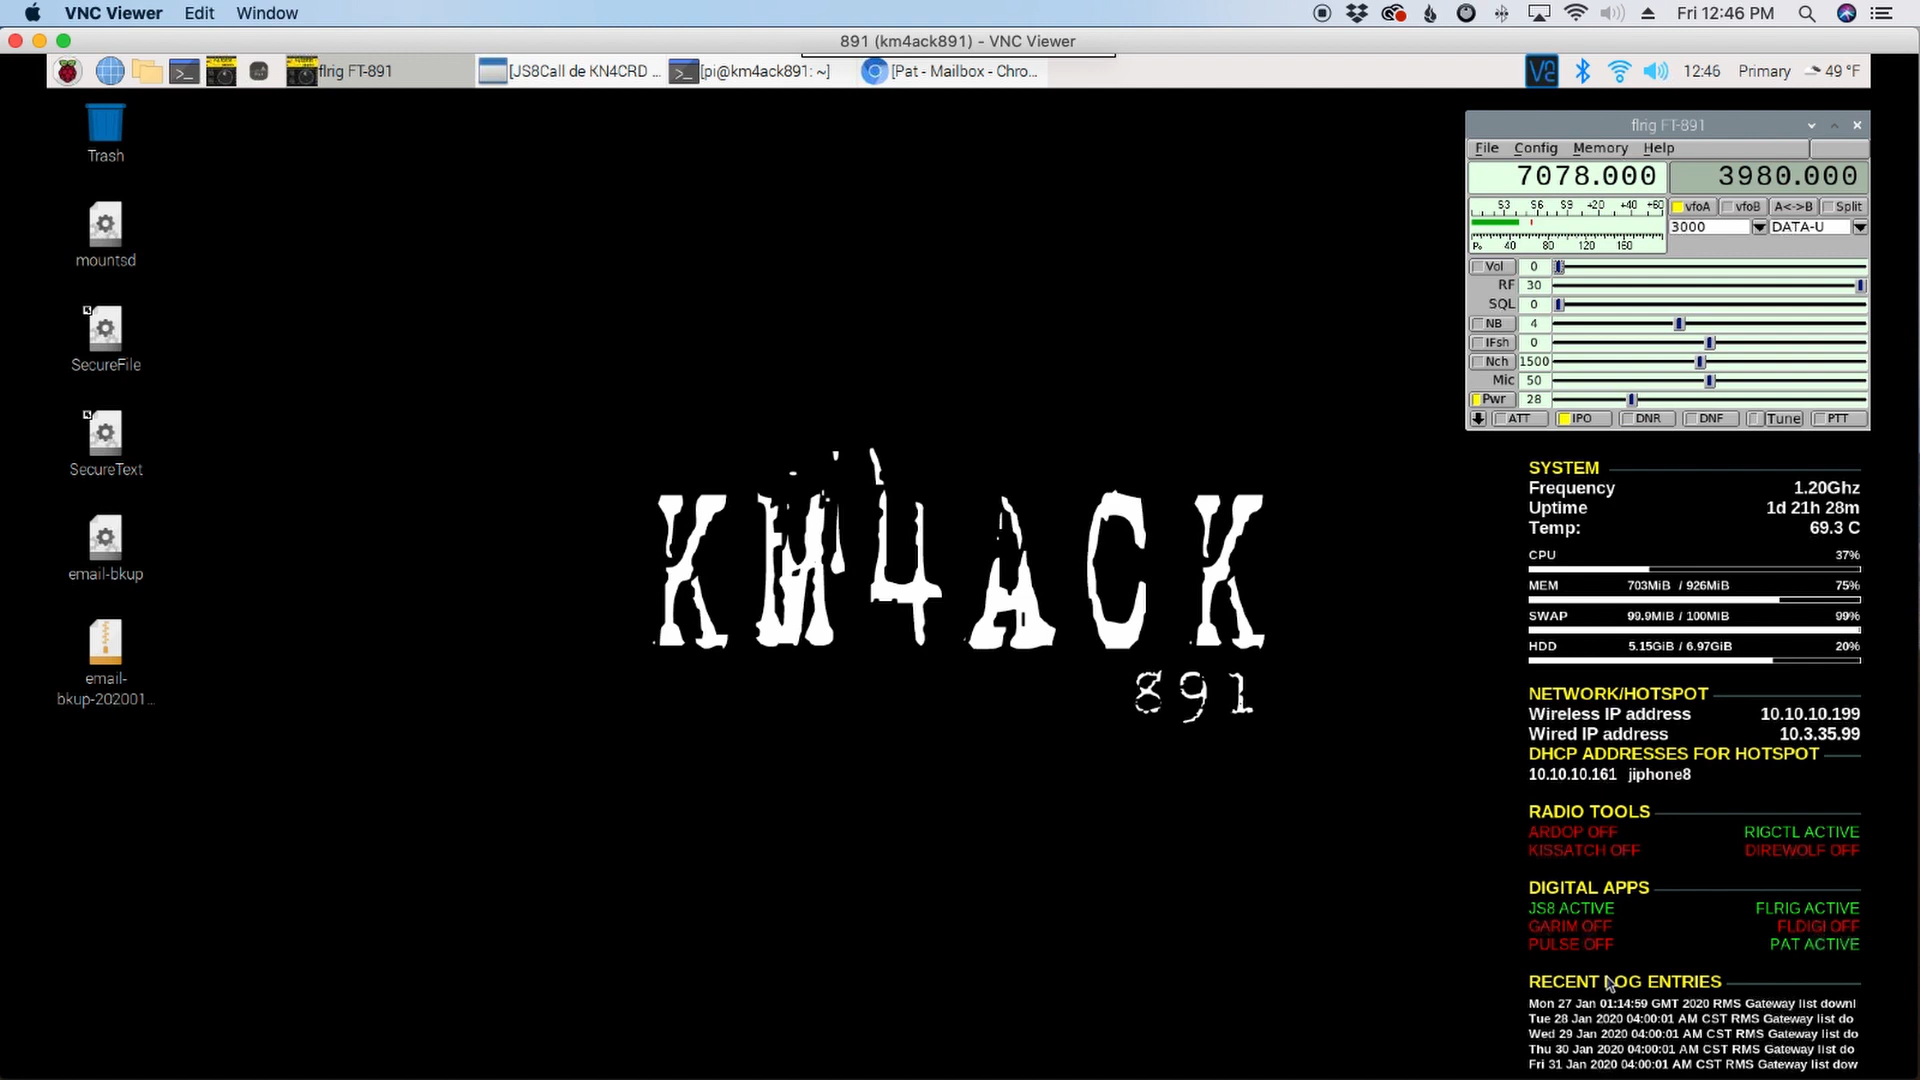 VNC Viewer Edit Window Fri 12:46 PM
891 (km4ack891) - VNC Viewer
flrig FT-891 [JS8Call de KN4CRD ... [pi@km4ack891: ~] [Pat - Mailbox - Chro... 12:46 Primary 49 °F
Trash
mountsd
SecureFile
SecureText
email-bkup
email-
bkup-202001...
KM4ACK
891
flrig FT-891
File Config Memory Help
7078.000 3980.000
S3 S6 S9 +20 +40 +60
vfoA vfoB A<->B Split
3000 DATA-U
Po 40 80 120 160
Vol 0
RF 30
SQL 0
NB 4
IFsh 0
Nch 1500
Mic 50
Pwr 28
ATT IPO DNR DNF Tune PTT
SYSTEM
Frequency 1.20Ghz
Uptime 1d 21h 28m
Temp: 69.3 C
CPU 37%
MEM 703MiB / 926MiB 75%
SWAP 99.9MiB / 100MiB 99%
HDD 5.15GiB / 6.97GiB 20%
NETWORK/HOTSPOT
Wireless IP address 10.10.10.199
Wired IP address 10.3.35.99
DHCP ADDRESSES FOR HOTSPOT
10.10.10.161 jiphone8
RADIO TOOLS
ARDOP OFF RIGCTL ACTIVE
KISSATCH OFF DIREWOLF OFF
DIGITAL APPS
JS8 ACTIVE FLRIG ACTIVE
GARIM OFF FLDIGI OFF
PULSE OFF PAT ACTIVE
RECENT LOG ENTRIES
Mon 27 Jan 01:14:59 GMT 2020 RMS Gateway list downl
Tue 28 Jan 2020 04:00:01 AM CST RMS Gateway list do
Wed 29 Jan 2020 04:00:01 AM CST RMS Gateway list do
Thu 30 Jan 2020 04:00:01 AM CST RMS Gateway list do
Fri 31 Jan 2020 04:00:01 AM CST RMS Gateway list dow